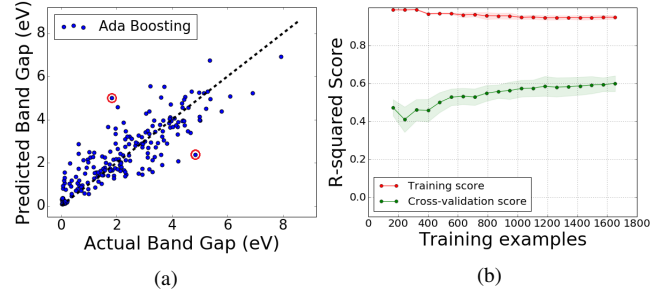 Ada Boosting
Predicted Band Gap (eV)
8
6
4
2
0
0 2 4 6 8
Actual Band Gap (eV)
(a)
R-squared Score
1.0
0.8
0.6
0.4
0.2
0.0
Training score
Cross-validation score
0 200 400 600 800 1000 1200 1400 1600 1800
Training examples
(b)